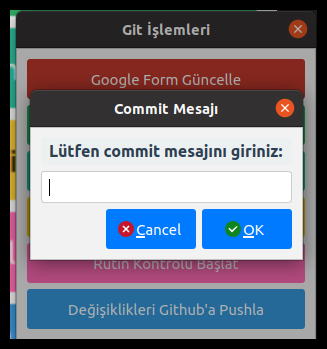 Git İşlemleri
Google Form Güncelle
Commit Mesajı
Lütfen commit mesajını giriniz:
Cancel
OK
Rutin Kontrolü Başlat
Değişiklikleri Github'a Pushla